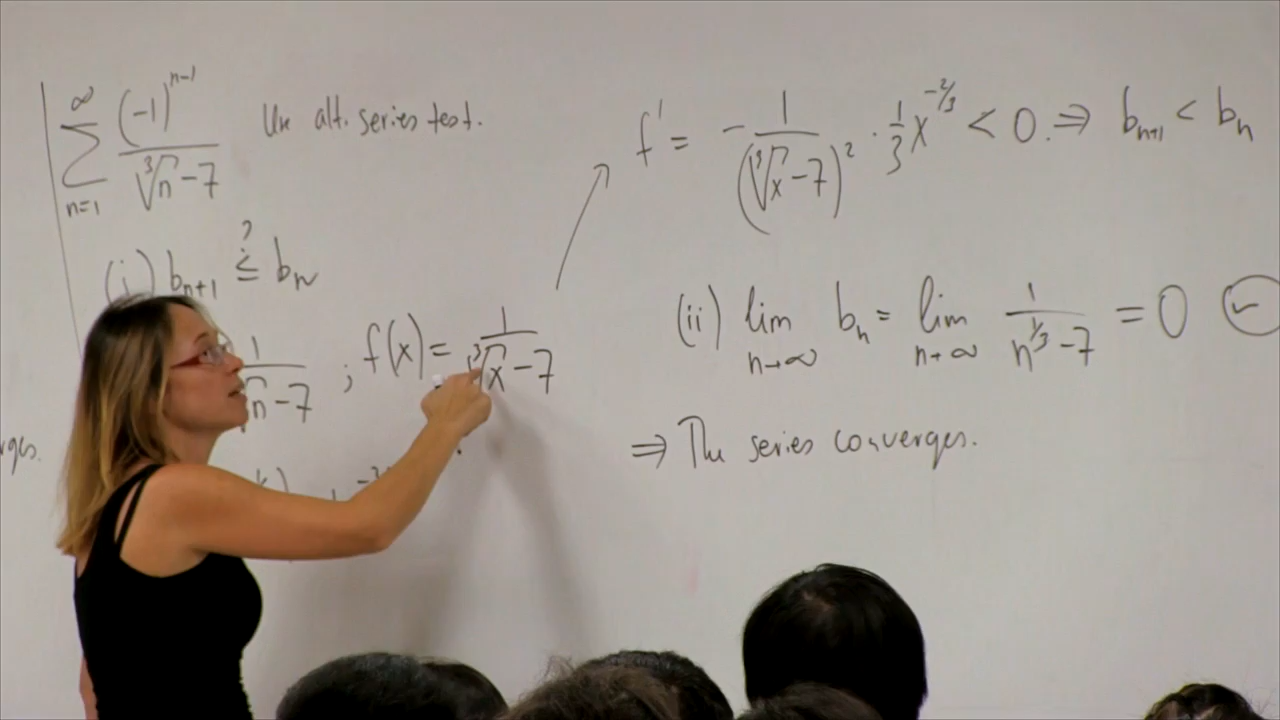 ∑_{n=1}^{∞} (-1)^{n-1} / (∛n - 7) Use alt. series test.
(i) b_{n+1} ≤? b_n
1 / (√n - 7) ; f(x) = 1 / (∛x - 7)
f' = - 1 / (∛x - 7)² · 1/3 x^{-2/3} < 0. ⇒ b_{n+1} < b_n
(ii) lim_{n→∞} b_n = lim_{n→∞} 1 / (n^{1/3} - 7) = 0 ✓
⇒ The series converges.